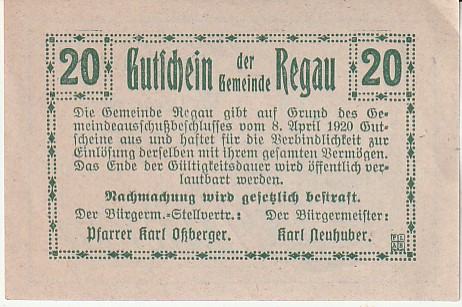 20 Gutschein der Gemeinde Regau 20
Die Gemeinde Regau gibt auf Grund des Ge-
meindeausschußbeschlusses vom 8. April 1920 Gut-
scheine aus und haftet für die Verbindlichkeit zur
Einlösung derselben mit ihrem gesamten Vermögen.
Das Ende der Gültigkeitsdauer wird öffentlich ver-
lautbart werden.
Nachmachung wird gesetzlich bestraft.
Der Bürgerm.-Stellvertr.: Der Bürgermeister:
Pfarrer Karl Oßberger. Karl Neuhuber.